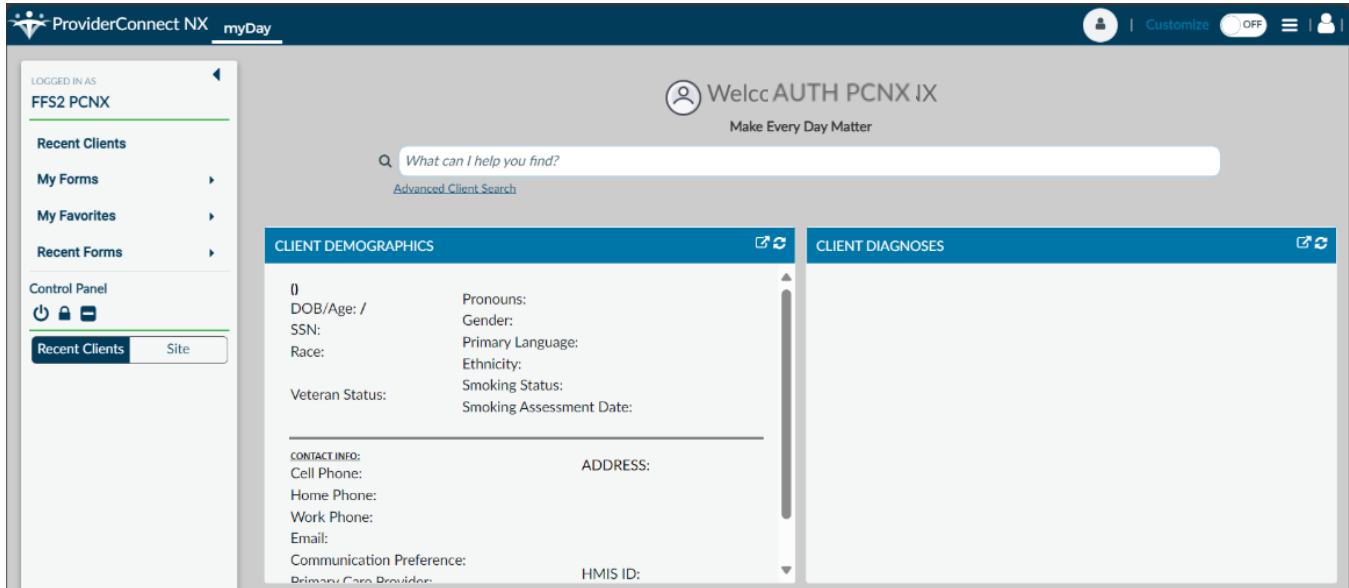 ProviderConnect NX myDay
Customize OFF
LOGGED IN AS
FFS2 PCNX
Recent Clients
My Forms
My Favorites
Recent Forms
Control Panel
Recent Clients Site
Welcc AUTH PCNX IX
Make Every Day Matter
What can I help you find?
Advanced Client Search
CLIENT DEMOGRAPHICS
()
DOB/Age: /
SSN:
Race:
Veteran Status:
Pronouns:
Gender:
Primary Language:
Ethnicity:
Smoking Status:
Smoking Assessment Date:
CONTACT INFO:
Cell Phone:
Home Phone:
Work Phone:
Email:
Communication Preference:
Primary Care Provider:
ADDRESS:
HMIS ID:
CLIENT DIAGNOSES